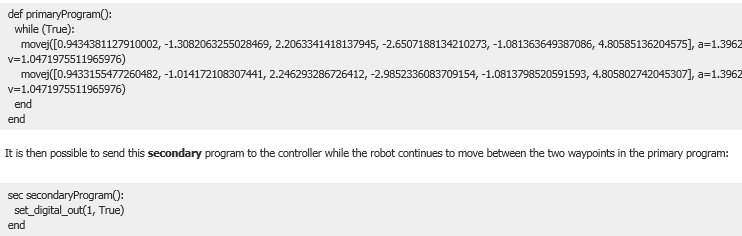 def primaryProgram():
while (True):
movej([0.9434381127910002, -1.3082063255028469, 2.2063341418137945, -2.6507188134210273, -1.081363649387086, 4.80585136204575], a=1.3962
v=1.0471975511965976)
movej([0.9433155477260482, -1.014172108307441, 2.246293286726412, -2.9852336083709154, -1.0813798520591593, 4.805802742045307], a=1.3962
v=1.0471975511965976)
end
end
It is then possible to send this secondary program to the controller while the robot continues to move between the two waypoints in the primary program:
sec secondaryProgram():
set_digital_out(1, True)
end